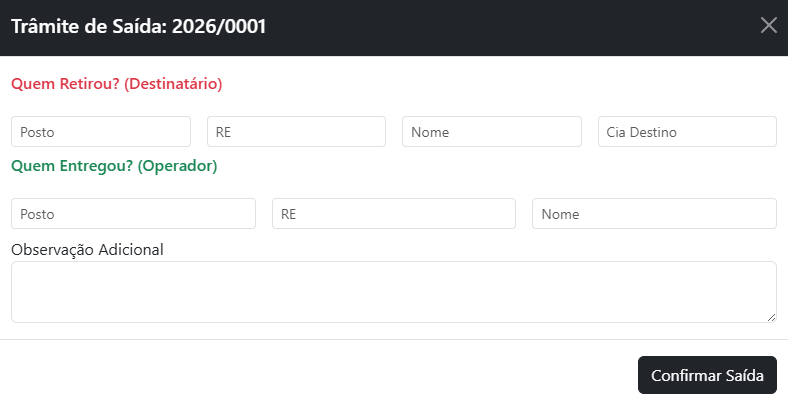 Trâmite de Saída: 2026/0001
Quem Retirou? (Destinatário)
Posto RE Nome Cia Destino
Quem Entregou? (Operador)
Posto RE Nome
Observação Adicional
Confirmar Saída